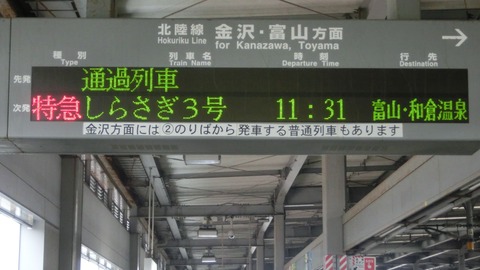 北陸線 金沢・富山方面 →
Hokuriku Line for Kanazawa, Toyama
種別 列車名 時刻 行先
Type Train Name Departure Time Destination
先発 通過列車
次発 特急 しらさぎ3号 11:31 富山・和倉温泉
金沢方面には②のりばから発車する普通列車もあります